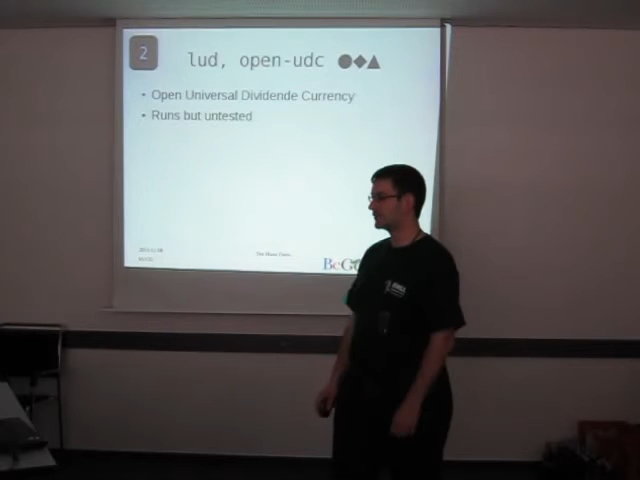 2
lud, open-udc ●◆▲
• Open Universal Dividende Currency
• Runs but untested